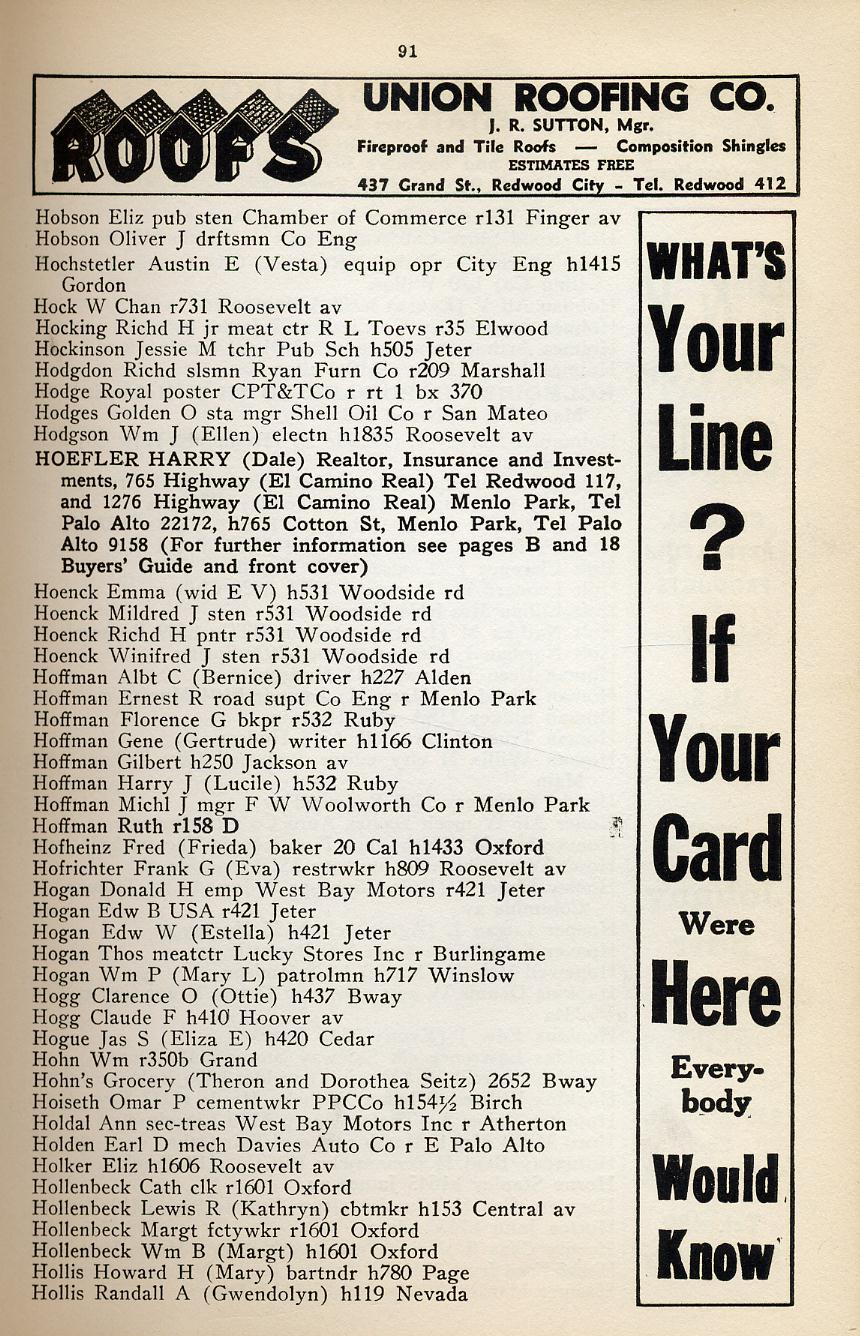 91
ROOFS
UNION ROOFING CO.
J. R. SUTTON, Mgr.
Fireproof and Tile Roofs — Composition Shingles
ESTIMATES FREE
437 Grand St., Redwood City - Tel. Redwood 412
Hobson Eliz pub sten Chamber of Commerce r131 Finger av
Hobson Oliver J drftsmn Co Eng
Hochstetler Austin E (Vesta) equip opr City Eng h1415
Gordon
Hock W Chan r731 Roosevelt av
Hocking Richd H jr meat ctr R L Toevs r35 Elwood
Hockinson Jessie M tchr Pub Sch h505 Jeter
Hodgdon Richd slsmn Ryan Furn Co r209 Marshall
Hodge Royal poster CPT&TCo r rt 1 bx 370
Hodges Golden O sta mgr Shell Oil Co r San Mateo
Hodgson Wm J (Ellen) electn h1835 Roosevelt av
HOEFLER HARRY (Dale) Realtor, Insurance and Invest-
ments, 765 Highway (El Camino Real) Tel Redwood 117,
and 1276 Highway (El Camino Real) Menlo Park, Tel
Palo Alto 22172, h765 Cotton St, Menlo Park, Tel Palo
Alto 9158 (For further information see pages B and 18
Buyers' Guide and front cover)
Hoenck Emma (wid E V) h531 Woodside rd
Hoenck Mildred J sten r531 Woodside rd
Hoenck Richd H pntr r531 Woodside rd
Hoenck Winifred J sten r531 Woodside rd
Hoffman Albt C (Bernice) driver h227 Alden
Hoffman Ernest R road supt Co Eng r Menlo Park
Hoffman Florence G bkpr r532 Ruby
Hoffman Gene (Gertrude) writer h1166 Clinton
Hoffman Gilbert h250 Jackson av
Hoffman Harry J (Lucile) h532 Ruby
Hoffman Michl J mgr F W Woolworth Co r Menlo Park
Hoffman Ruth r158 D
Hofheinz Fred (Frieda) baker 20 Cal h1433 Oxford
Hofrichter Frank G (Eva) restrwkr h809 Roosevelt av
Hogan Donald H emp West Bay Motors r421 Jeter
Hogan Edw B USA r421 Jeter
Hogan Edw W (Estella) h421 Jeter
Hogan Thos meatctr Lucky Stores Inc r Burlingame
Hogan Wm P (Mary L) patrolmn h717 Winslow
Hogg Clarence O (Ottie) h437 Bway
Hogg Claude F h410 Hoover av
Hogue Jas S (Eliza E) h420 Cedar
Hohn Wm r350b Grand
Hohn's Grocery (Theron and Dorothea Seitz) 2652 Bway
Hoiseth Omar P cementwkr PPCCo h154½ Birch
Holdal Ann sec-treas West Bay Motors Inc r Atherton
Holden Earl D mech Davies Auto Co r E Palo Alto
Holker Eliz h1606 Roosevelt av
Hollenbeck Cath clk r1601 Oxford
Hollenbeck Lewis R (Kathryn) cbtmkr h153 Central av
Hollenbeck Margt fctywkr r1601 Oxford
Hollenbeck Wm B (Margt) h1601 Oxford
Hollis Howard H (Mary) bartndr h780 Page
Hollis Randall A (Gwendolyn) h119 Nevada
WHAT'S
Your
Line
?
If
Your
Card
Were
Here
Every-
body
Would
Know